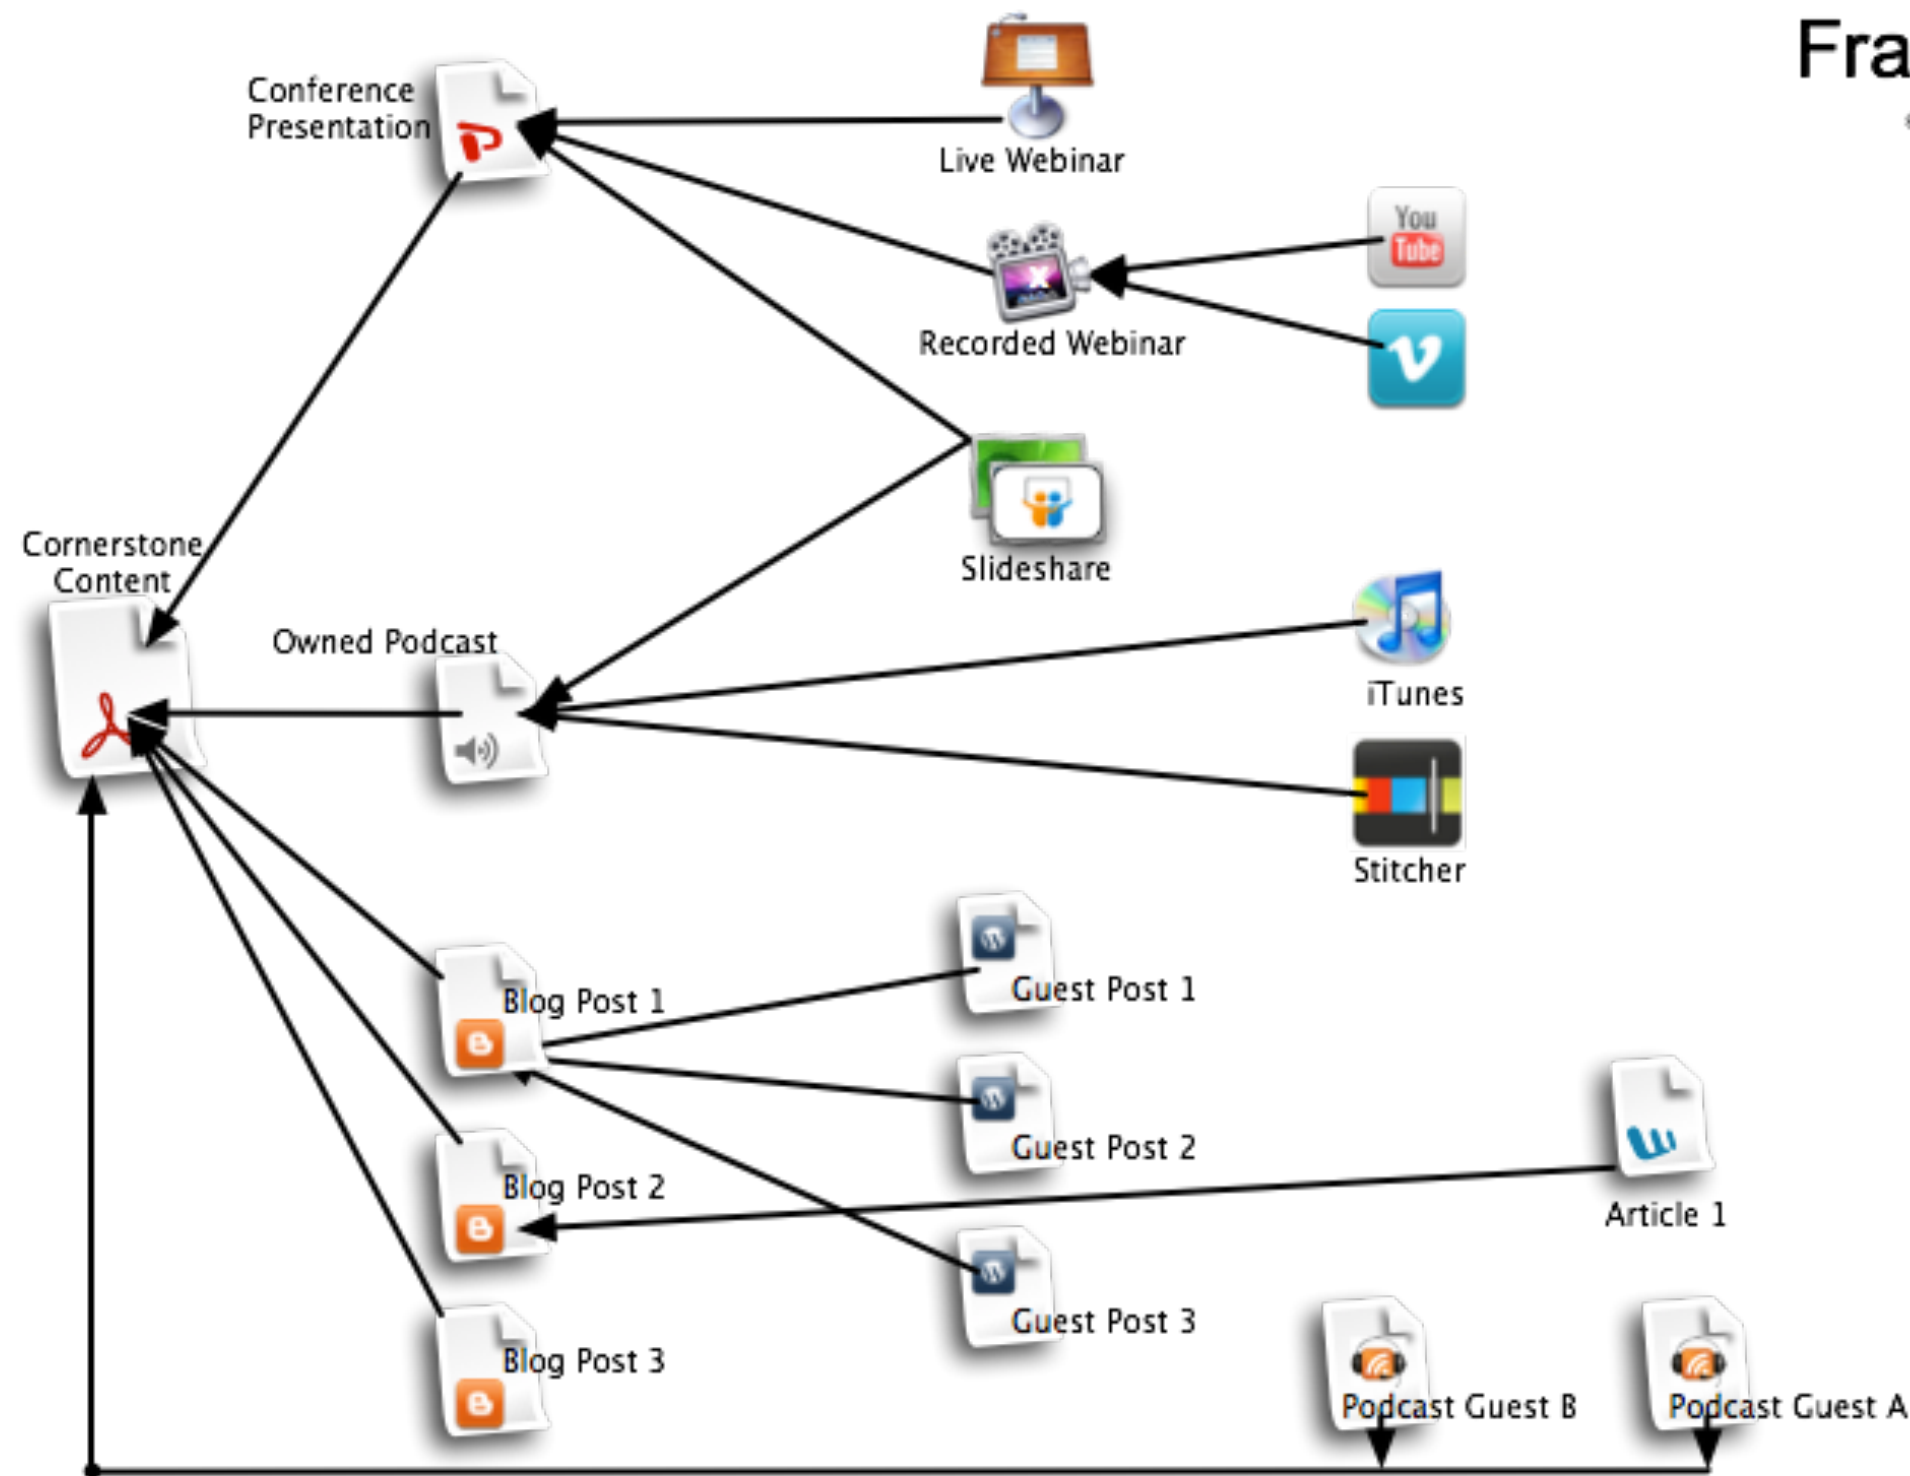 Fra
Conference
Presentation
Live Webinar
You
Tube
Recorded Webinar
Slideshare
Cornerstone
Content
Owned Podcast
iTunes
Stitcher
Guest Post 1
Blog Post 1
Guest Post 2
Blog Post 2
Article 1
Guest Post 3
Blog Post 3
Podcast Guest B
Podcast Guest A